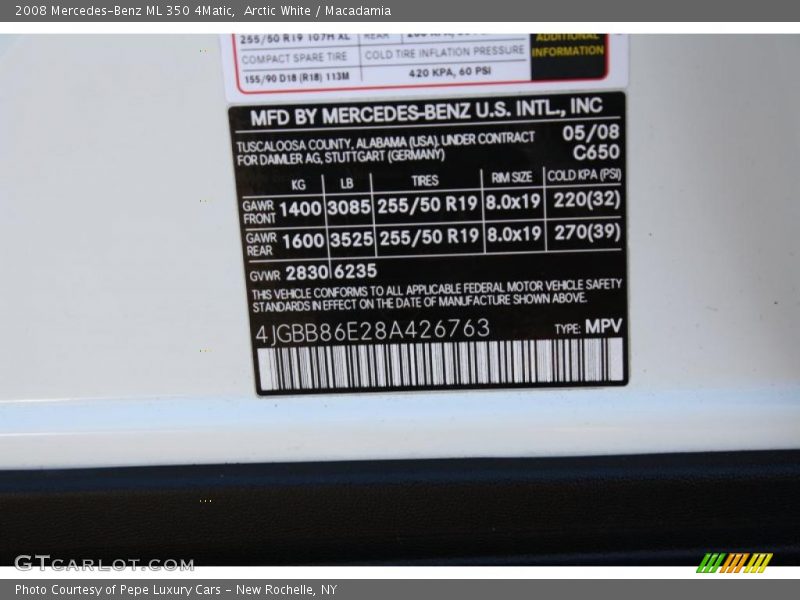 2008 Mercedes-Benz ML 350 4Matic, Arctic White / Macadamia
255/50 R19 107H XL REAR
ADDITIONAL
COMPACT SPARE TIRE COLD TIRE INFLATION PRESSURE INFORMATION
155/90 D18 (R18) 113M 420 KPA, 60 PSI
MFD BY MERCEDES-BENZ U.S. INTL., INC
TUSCALOOSA COUNTY, ALABAMA (USA), UNDER CONTRACT 05/08
FOR DAIMLER AG, STUTTGART (GERMANY) C650
KG LB TIRES RIM SIZE COLD KPA (PSI)
GAWR FRONT 1400 3085 255/50 R19 8.0x19 220(32)
GAWR REAR 1600 3525 255/50 R19 8.0x19 270(39)
GVWR 2830 6235
THIS VEHICLE CONFORMS TO ALL APPLICABLE FEDERAL MOTOR VEHICLE SAFETY
STANDARDS IN EFFECT ON THE DATE OF MANUFACTURE SHOWN ABOVE.
4JGBB86E28A426763 TYPE: MPV
GTCARLOT.COM
Photo Courtesy of Pepe Luxury Cars - New Rochelle, NY